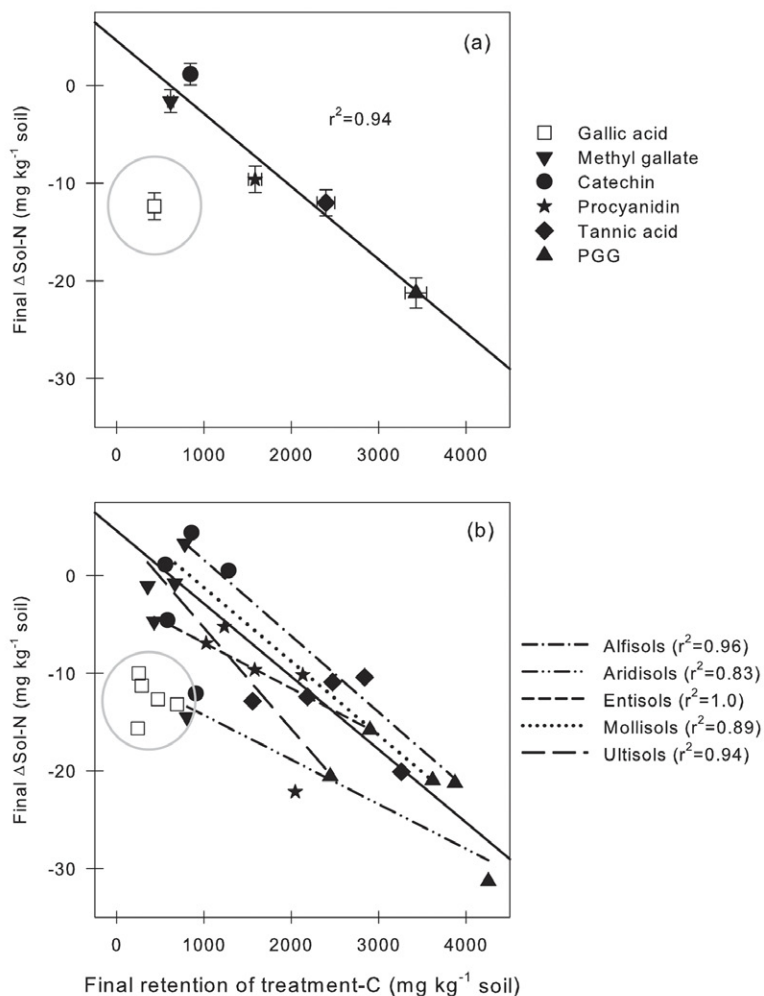 (a)
r²=0.94
0
-10
-20
-30
Final ΔSol-N (mg kg⁻¹ soil)
0 1000 2000 3000 4000
Gallic acid
Methyl gallate
Catechin
Procyanidin
Tannic acid
PGG
(b)
0
-10
-20
-30
Final ΔSol-N (mg kg⁻¹ soil)
0 1000 2000 3000 4000
Final retention of treatment-C (mg kg⁻¹ soil)
Alfisols (r²=0.96)
Aridisols (r²=0.83)
Entisols (r²=1.0)
Mollisols (r²=0.89)
Ultisols (r²=0.94)